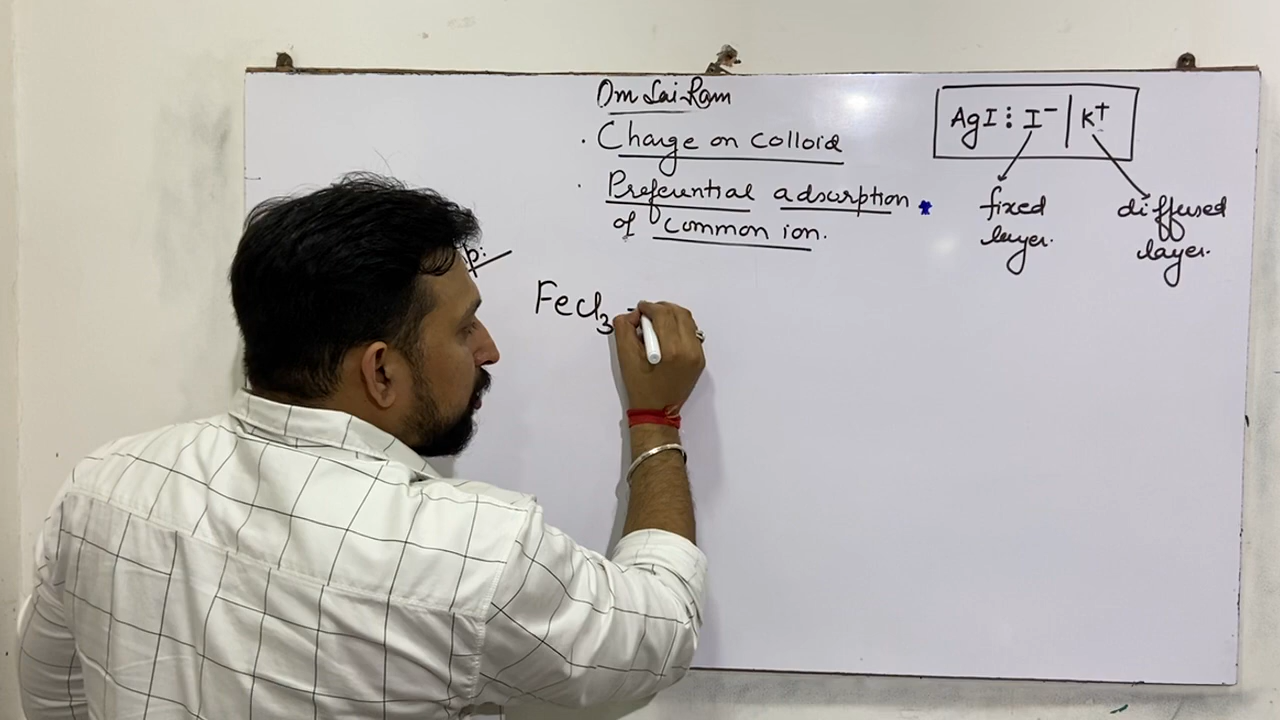 Om Sai Ram
· Charge on Colloid
· Preferential adsorption
of common ion.
AgI ⋮ I⁻ | K⁺
fixed layer.
diffused layer.
p:
FeCl₃